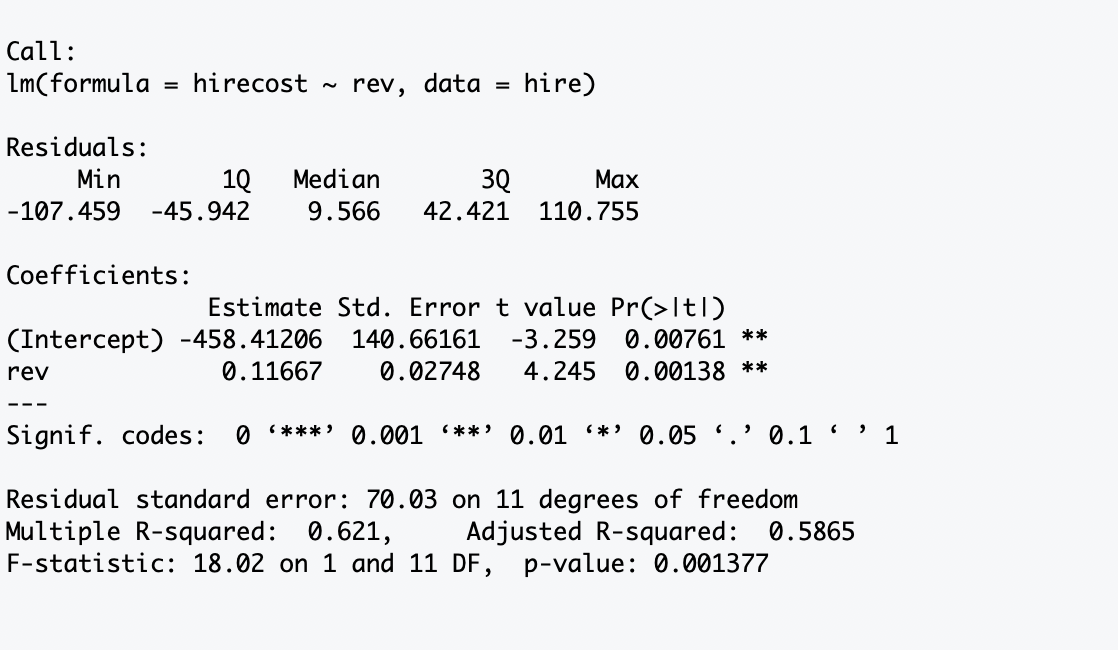 Call:
lm(formula = hirecost ~ rev, data = hire)
Residuals:
     Min       1Q   Median       3Q      Max
-107.459  -45.942    9.566   42.421  110.755
Coefficients:
              Estimate Std. Error t value Pr(>|t|)
(Intercept) -458.41206  140.66161  -3.259  0.00761 **
rev            0.11667    0.02748   4.245  0.00138 **
---
Signif. codes:  0 ‘***’ 0.001 ‘**’ 0.01 ‘*’ 0.05 ‘.’ 0.1 ‘ ’ 1
Residual standard error: 70.03 on 11 degrees of freedom
Multiple R-squared:  0.621,     Adjusted R-squared:  0.5865
F-statistic: 18.02 on 1 and 11 DF,  p-value: 0.001377